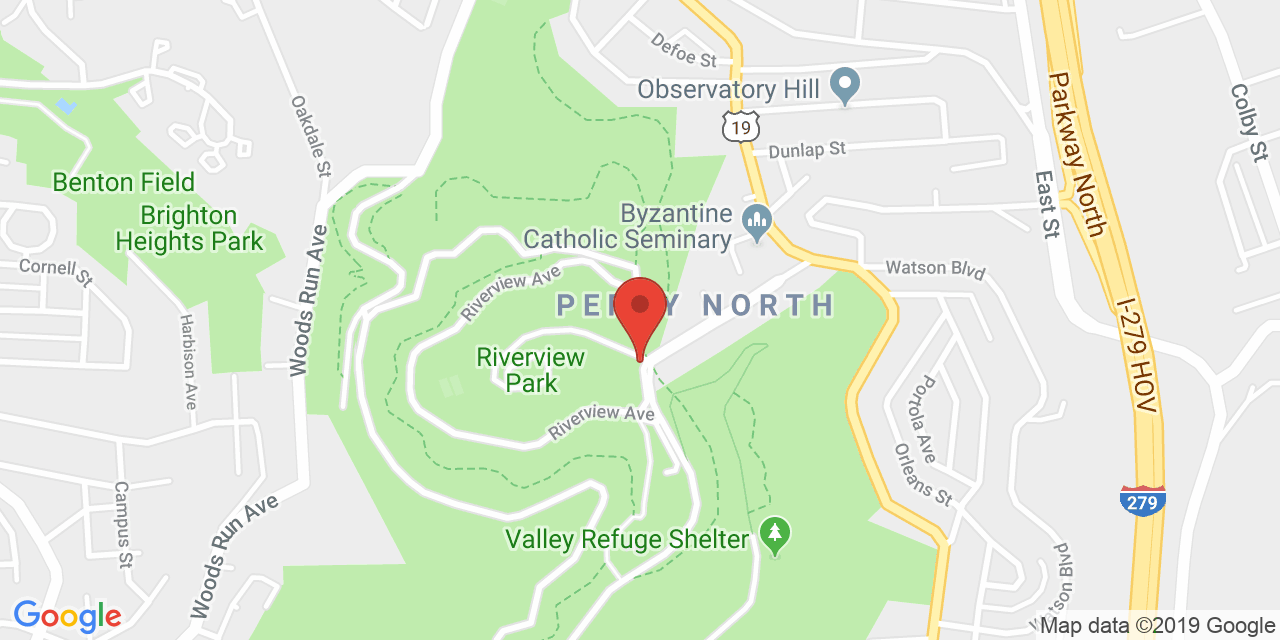 Defoe St
Observatory Hill
19
Dunlap St
Parkway North
Colby St
East St
Oakdale St
Benton Field
Brighton
Heights Park
Byzantine
Catholic Seminary
Woods Run Ave
Cornell St
Riverview Ave
Watson Blvd
PERRY NORTH
I-279 HOV
Harbison Ave
Riverview
Park
Riverview Ave
Portola Ave
Orleans St
279
Campus St
Woods Run Ave
Valley Refuge Shelter
Watson Blvd
Google
Map data ©2019 Google